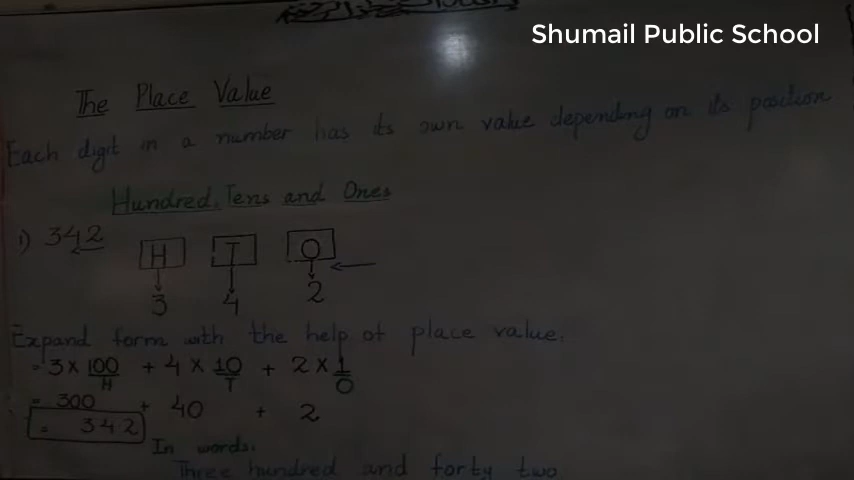 Shumail Public School
The Place Value
Each digit in a number has its own value depending on its position
Hundred, Tens and Ones
1) 342 H T O
3 4 2
Expand form with the help of place value.
= 3 × 100 + 4 × 10 + 2 × 1
H T O
= 300 + 40 + 2
= 342
In words.
Three hundred and forty two